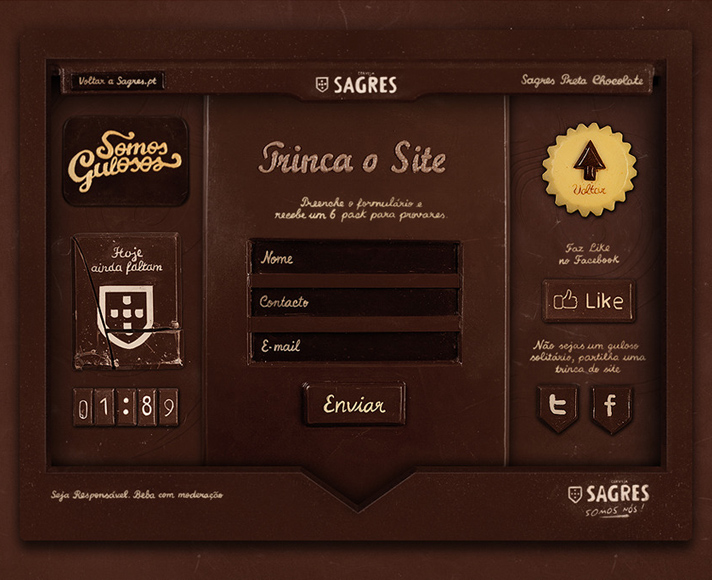 Voltar a Sagres.pt
CERVEJA
SAGRES
Sagres Preta Chocolate
Somos
Gulosos
Hoje
ainda faltam
01:89
Trinca o Site
Preenche o formulário e
recebe um 6 pack para provares.
Nome
Contacto
E-mail
Enviar
Voltar
Faz Like
no Facebook
Like
Não sejas um guloso
solitário, partilha uma
trinca do site
Seja Responsável. Beba com moderação
CERVEJA
SAGRES
SOMOS NÓS!